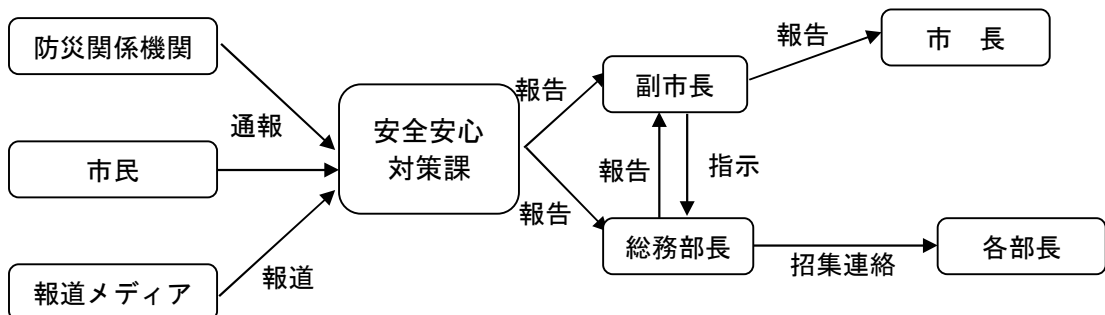 防災関係機関
市民
報道メディア
通報
報道
安全安心
対策課
報告
報告
副市長
報告
指示
総務部長
報告
市　長
招集連絡
各部長